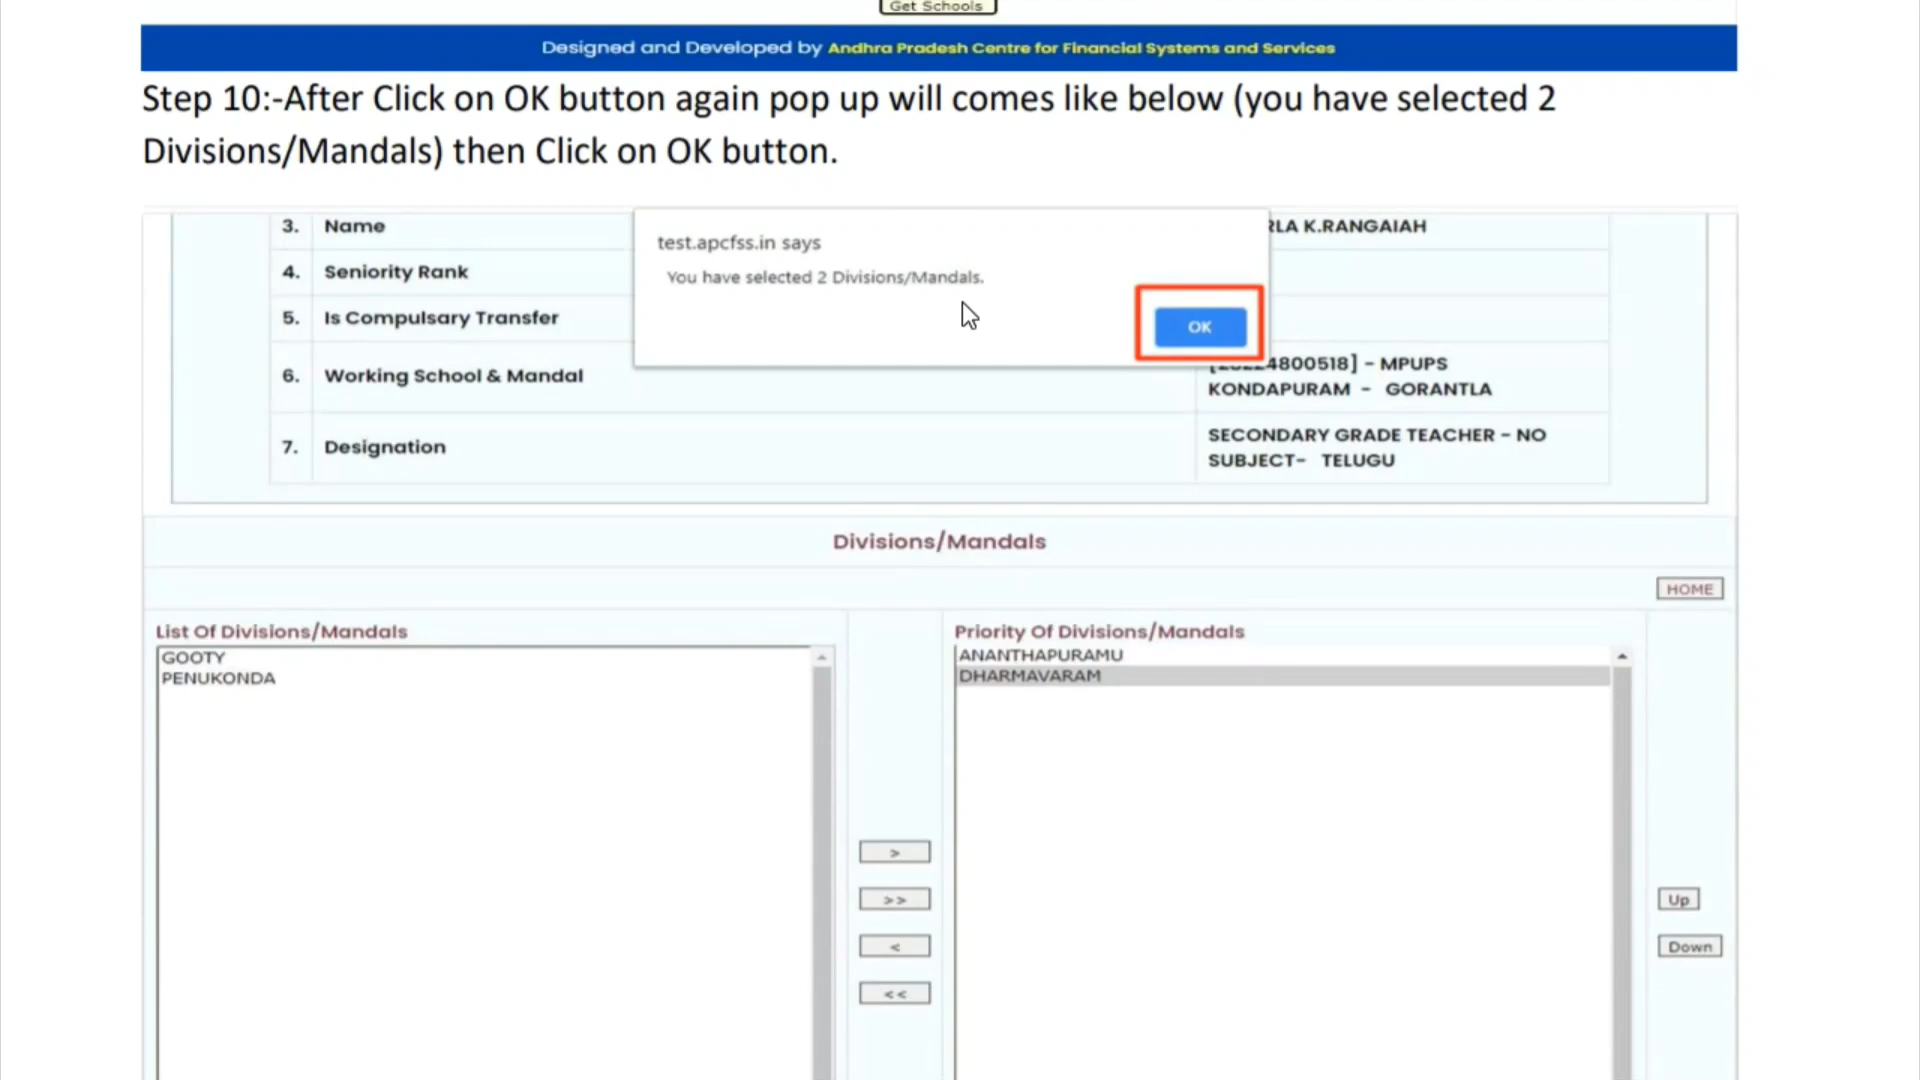 Get Schools
Designed and Developed by Andhra Pradesh Centre for Financial Systems and Services
Step 10:-After Click on OK button again pop up will comes like below (you have selected 2
Divisions/Mandals) then Click on OK button.
test.apcfss.in says
You have selected 2 Divisions/Mandals.
OK
3. Name K.RANGAIAH
4. Seniority Rank
5. Is Compulsary Transfer
6. Working School & Mandal
- MPUPS
KONDAPURAM - GORANTLA
7. Designation
SECONDARY GRADE TEACHER - NO
SUBJECT- TELUGU
Divisions/Mandals
HOME
List Of Divisions/Mandals
GOOTY
PENUKONDA
>
>>
<
<<
Priority Of Divisions/Mandals
ANANTHAPURAMU
DHARMAVARAM
Up
Down